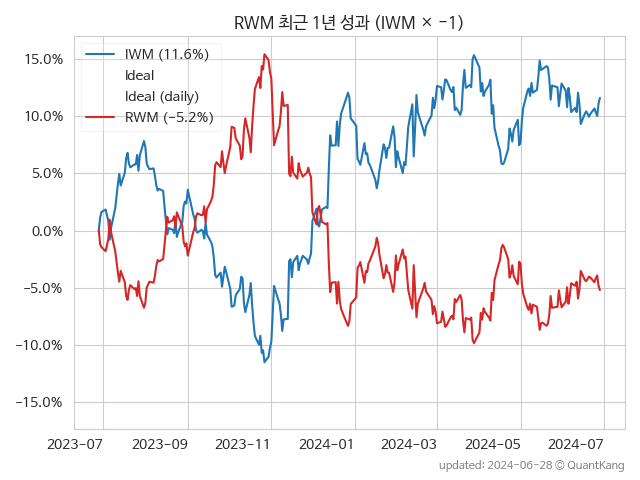 RWM 최근 1년 성과 (IWM × −1)
IWM (11.6%)
Ideal
Ideal (daily)
RWM (−5.2%)
15.0%
10.0%
5.0%
0.0%
−5.0%
−10.0%
−15.0%
2023−07
2023−09
2023−11
2024−01
2024−03
2024−05
2024−07
updated: 2024-06-28 © QuantKang